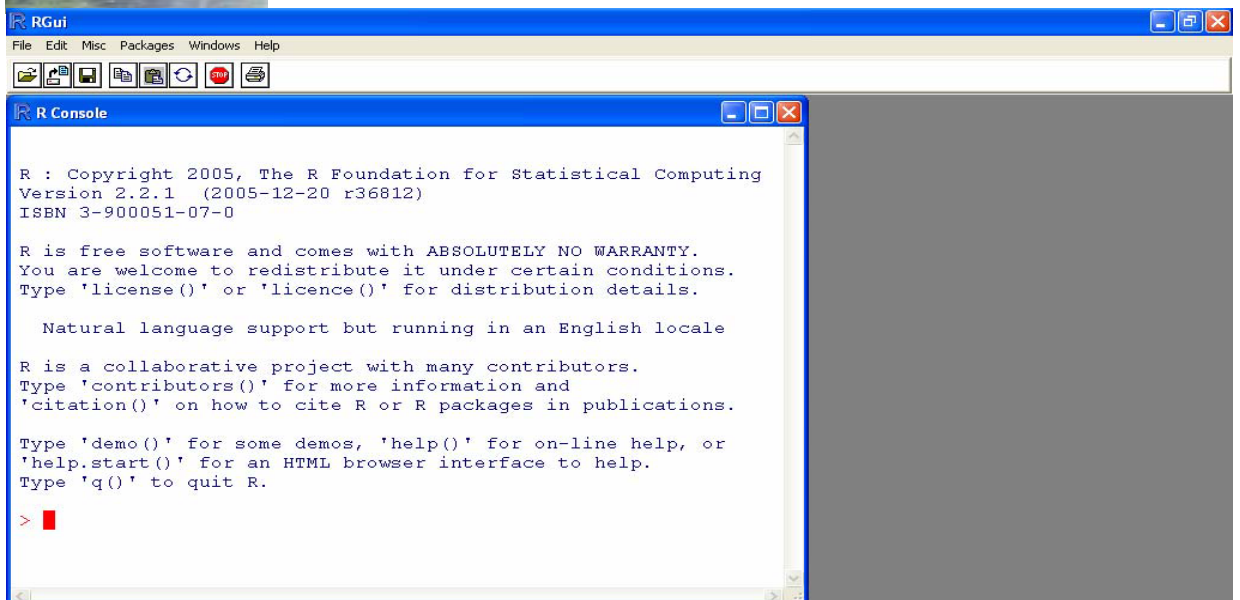 RGui
File Edit Misc Packages Windows Help
STOP
R Console
R : Copyright 2005, The R Foundation for Statistical Computing
Version 2.2.1  (2005-12-20 r36812)
ISBN 3-900051-07-0
R is free software and comes with ABSOLUTELY NO WARRANTY.
You are welcome to redistribute it under certain conditions.
Type 'license()' or 'licence()' for distribution details.
Natural language support but running in an English locale
R is a collaborative project with many contributors.
Type 'contributors()' for more information and
'citation()' on how to cite R or R packages in publications.
Type 'demo()' for some demos, 'help()' for on-line help, or
'help.start()' for an HTML browser interface to help.
Type 'q()' to quit R.
>